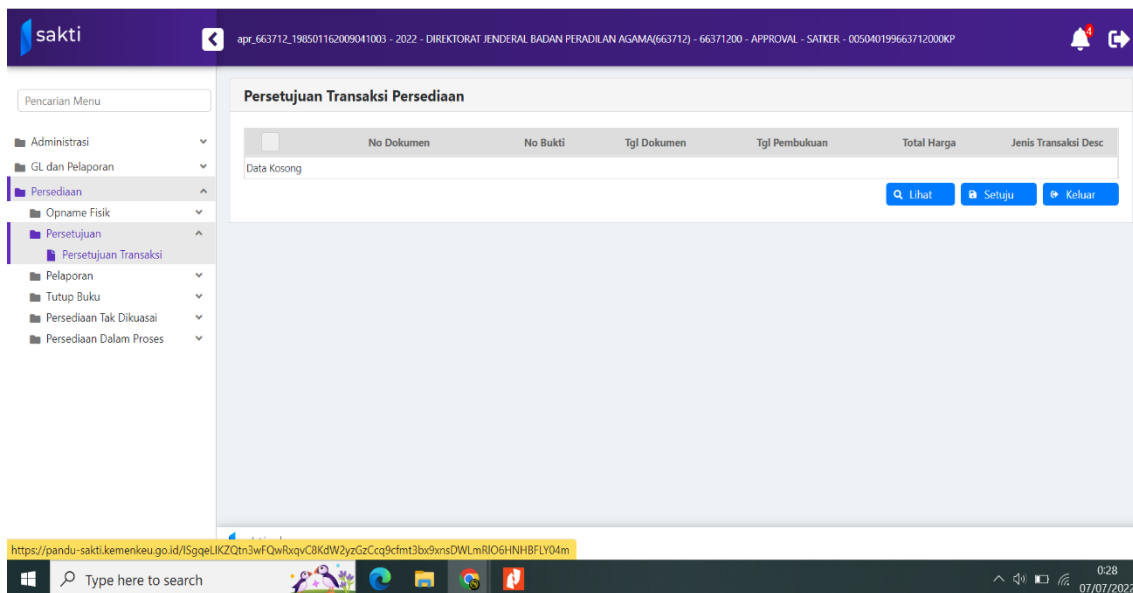 sakti
apr_663712_198501162009041003 - 2022 - DIREKTORAT JENDERAL BADAN PERADILAN AGAMA(663712) - 66371200 - APPROVAL - SATKER - 005040199663712000KP
4
Pencarian Menu
Administrasi
GL dan Pelaporan
Persediaan
Opname Fisik
Persetujuan
Persetujuan Transaksi
Pelaporan
Tutup Buku
Persediaan Tak Dikuasai
Persediaan Dalam Proses
Persetujuan Transaksi Persediaan
No Dokumen No Bukti Tgl Dokumen Tgl Pembukuan Total Harga Jenis Transaksi Desc
Data Kosong
Lihat Setuju Keluar
https://pandu-sakti.kemenkeu.go.id/ISgqeLIKZQtn3wFQwRxqvC8KdW2yzGzCcq9cfmt3bx9xnsDWLmRIO6HNHBFLY04m
Type here to search
0:28
07/07/2022